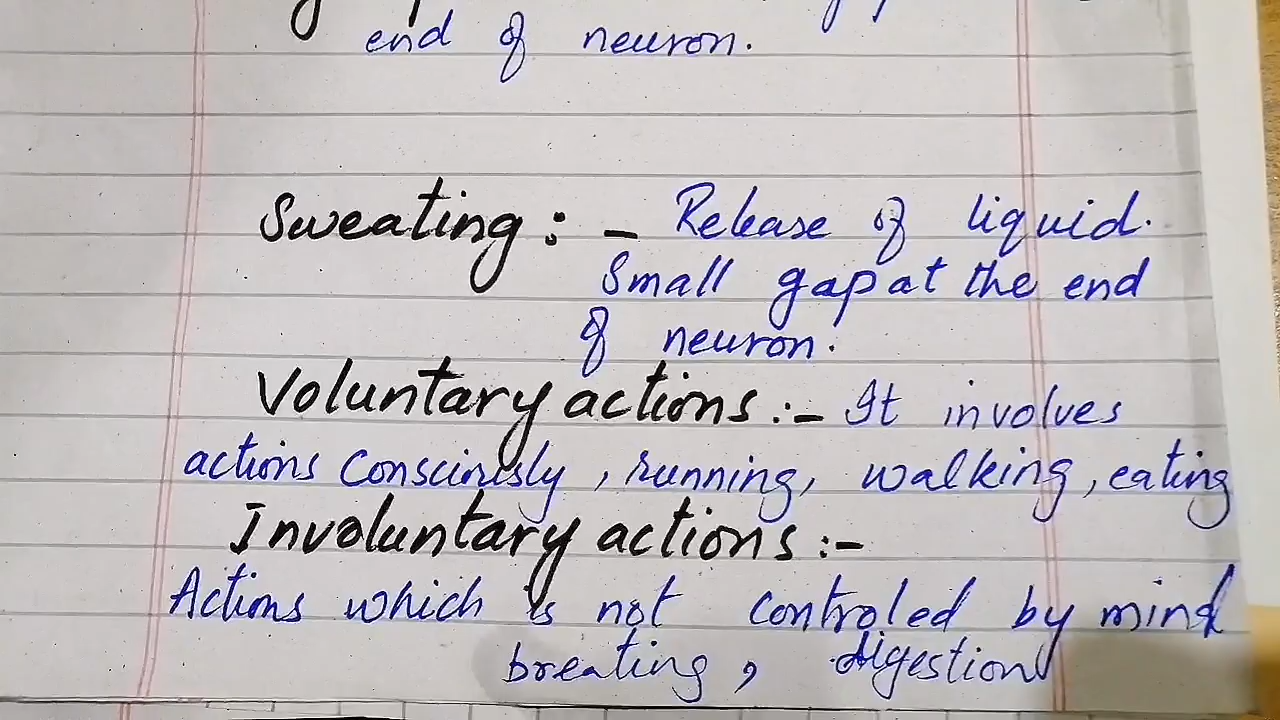 end of neuron.
Sweating : - Release of liquid.
Small gap at the end
of neuron.
Voluntary actions :- It involves
actions consciously , running, walking, eating
Involuntary actions :-
Actions which is not controled by mind
breating , digestion